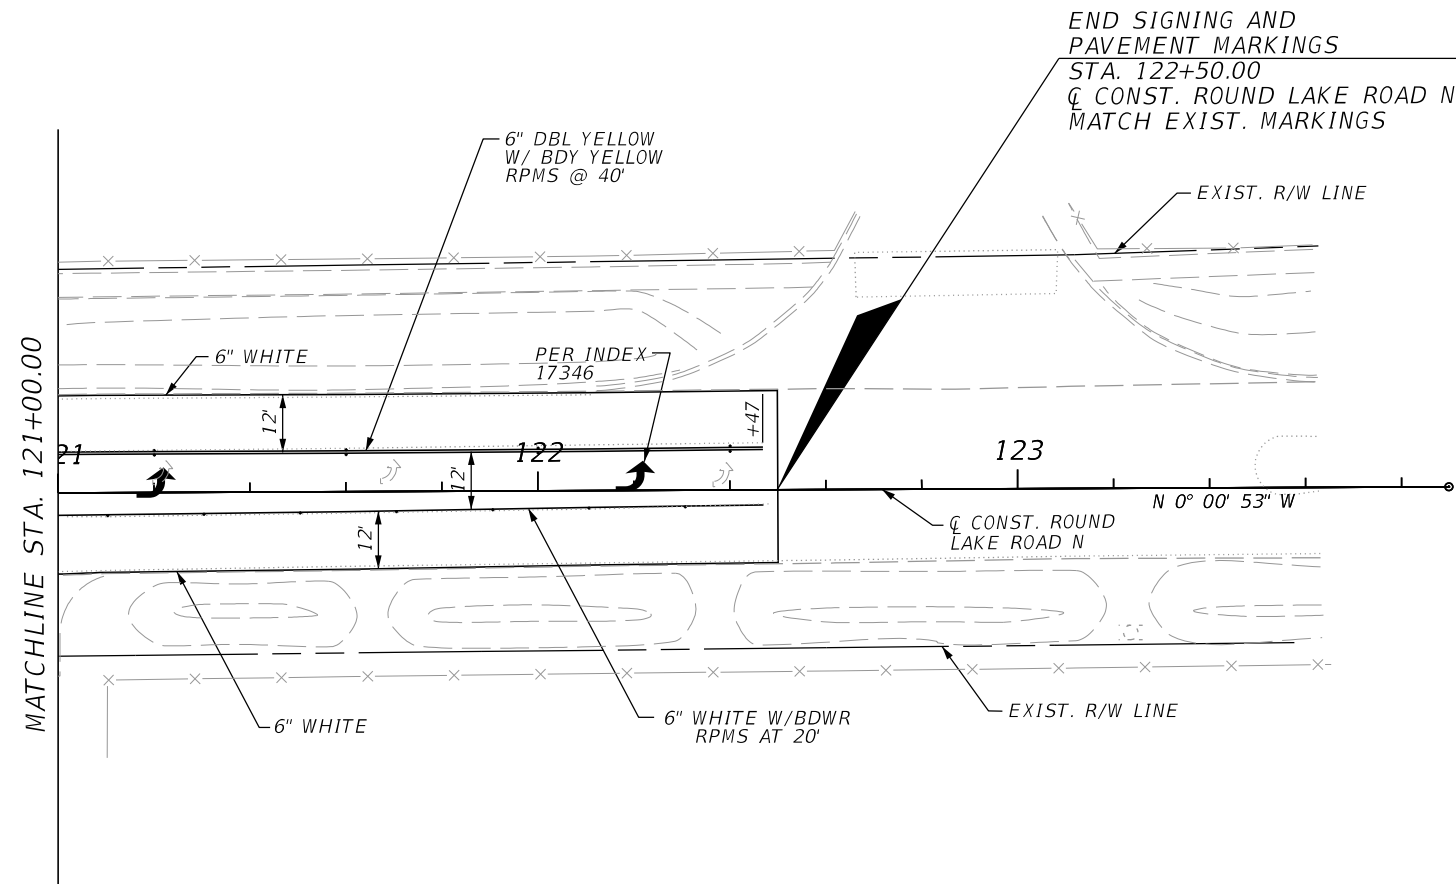 END SIGNING AND
PAVEMENT MARKINGS
STA. 122+50.00
℄ CONST. ROUND LAKE ROAD N
MATCH EXIST. MARKINGS
6" DBL YELLOW
W/ BDY YELLOW
RPMS @ 40'
EXIST. R/W LINE
6" WHITE
PER INDEX
17346
12'
+47
21
122
123
12'
N 0° 00' 53" W
12'
℄ CONST. ROUND
LAKE ROAD N
MATCHLINE STA. 121+00.00
6" WHITE
6" WHITE W/BDWR
RPMS AT 20'
EXIST. R/W LINE